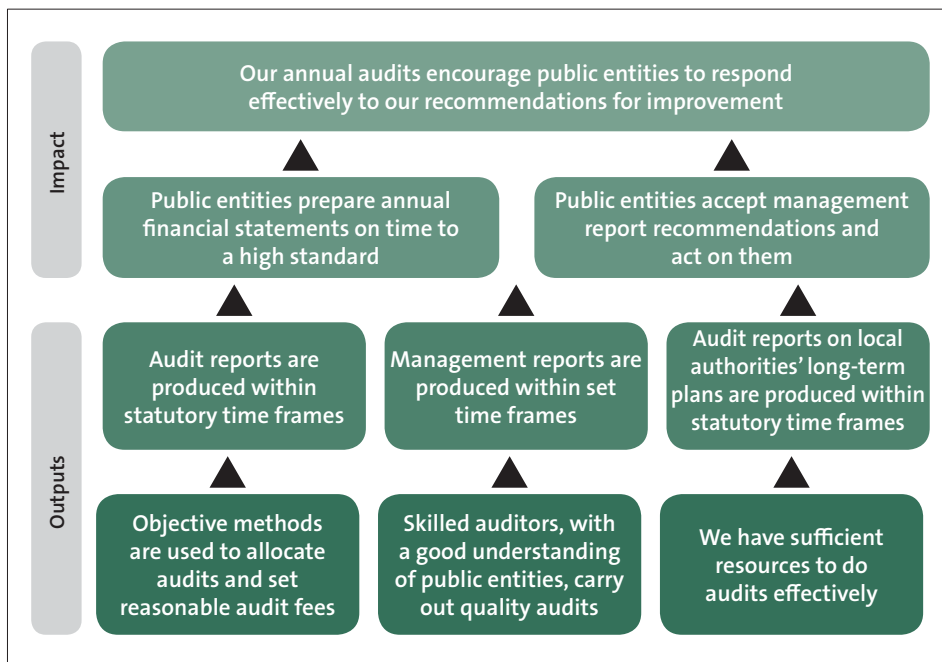 Impact
Our annual audits encourage public entities to respond
effectively to our recommendations for improvement
Public entities prepare annual
financial statements on time to
a high standard
Public entities accept management
report recommendations and
act on them
Outputs
Audit reports are
produced within
statutory time frames
Management reports are
produced within set
time frames
Audit reports on local
authorities’ long-term
plans are produced within
statutory time frames
Objective methods
are used to allocate
audits and set
reasonable audit fees
Skilled auditors, with
a good understanding
of public entities, carry
out quality audits
We have sufficient
resources to do
audits effectively